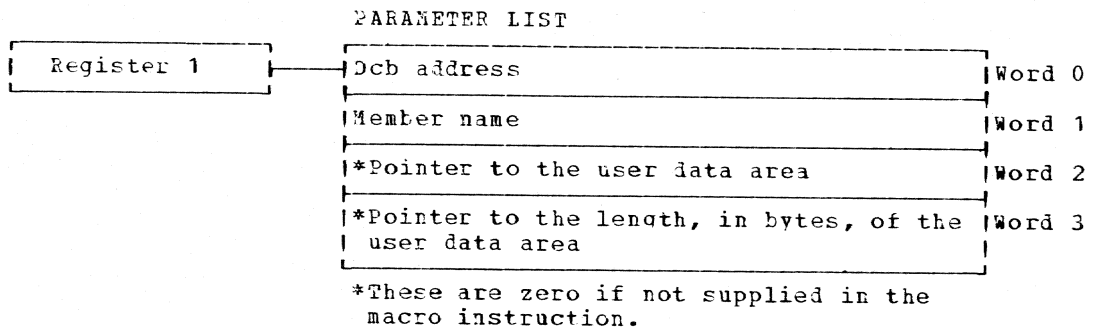 PARAMETER LIST
Register 1
Dcb address
Word 0
Member name
Word 1
*Pointer to the user data area
Word 2
*Pointer to the length, in bytes, of the
Word 3
user data area
*These are zero if not supplied in the
macro instruction.